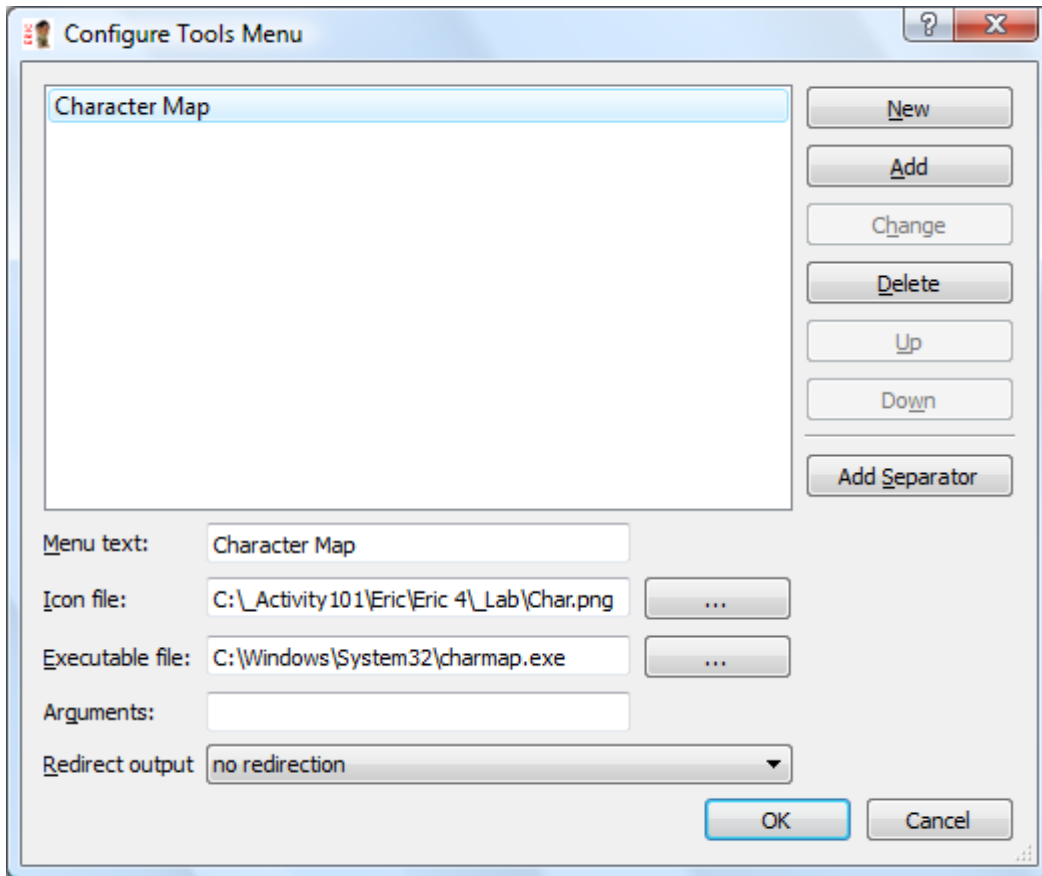 ERIC
Configure Tools Menu
?
X
Character Map
New
Add
Change
Delete
Up
Down
Add Separator
Menu text: Character Map
Icon file: C:\_Activity101\Eric\Eric 4\_Lab\Char.png ...
Executable file: C:\Windows\System32\charmap.exe ...
Arguments:
Redirect output no redirection
OK Cancel